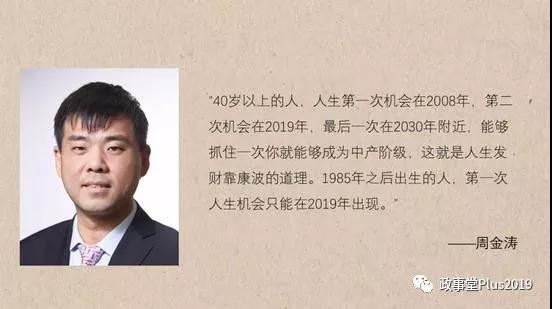 “40岁以上的人，人生第一次机会在2008年，第二
次机会在2019年，最后一次在2030年附近，能够
抓住一次你就能够成为中产阶级，这就是人生发
财靠康波的道理。1985年之后出生的人，第一次
人生机会只能在2019年出现。”
——周金涛
政事堂Plus2019